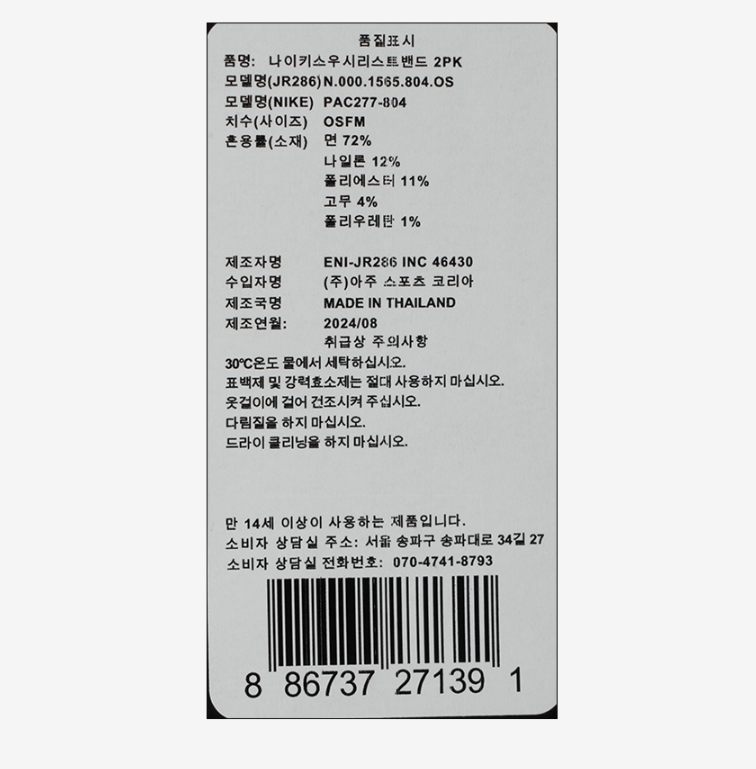 품질표시
품명: 나이키스우시리스트밴드 2PK
모델명(JR286) N.000.1565.804.OS
모델명(NIKE) PAC277-804
치수(사이즈) OSFM
혼용률(소재) 면 72%
나일론 12%
폴리에스터 11%
고무 4%
폴리우레탄 1%
제조자명 ENI-JR286 INC 46430
수입자명 (주)아주 스포츠 코리아
제조국명 MADE IN THAILAND
제조연월: 2024/08
취급상 주의사항
30℃온도 물에서 세탁하십시오.
표백제 및 강력효소제는 절대 사용하지 마십시오.
옷걸이에 걸어 건조시켜 주십시오.
다림질을 하지 마십시오.
드라이 클리닝을 하지 마십시오.
만 14세 이상이 사용하는 제품입니다.
소비자 상담실 주소: 서울 송파구 송파대로 34길 27
소비자 상담실 전화번호: 070-4741-8793
8 86737 27139 1